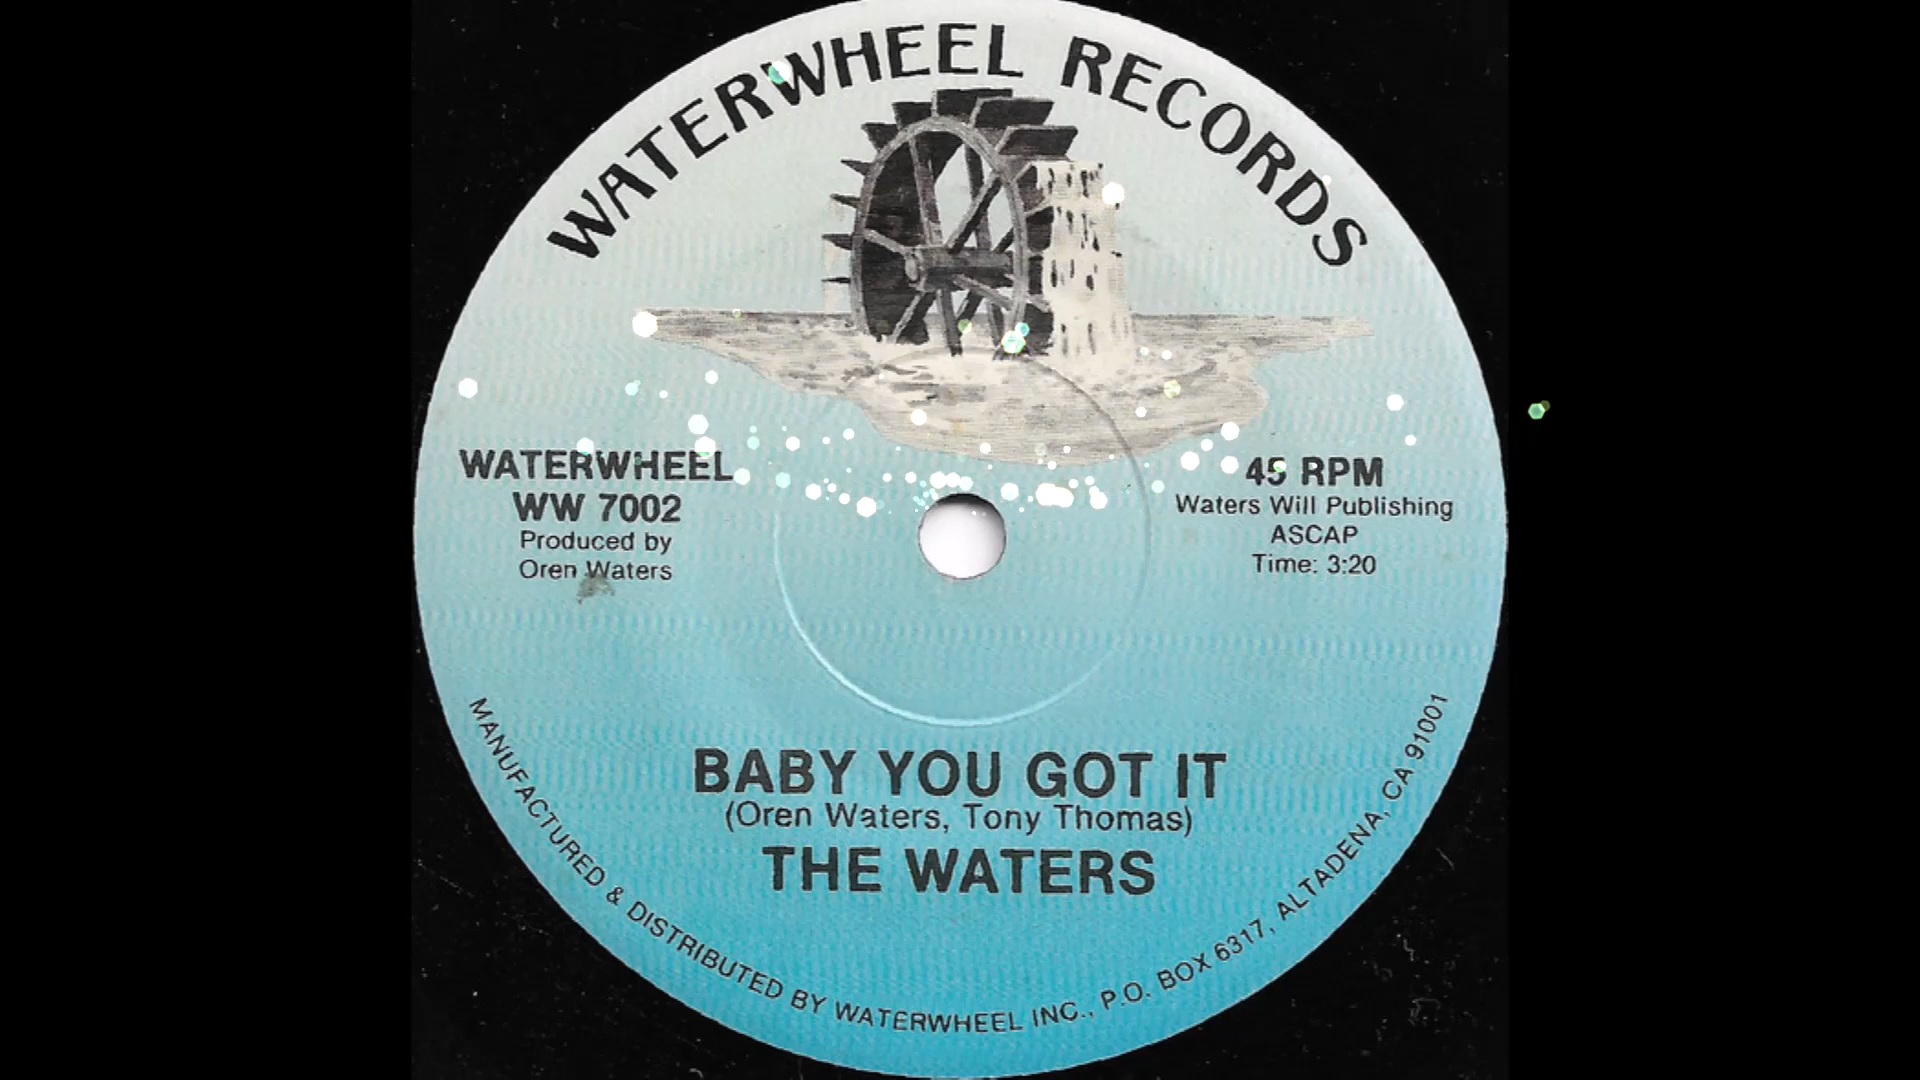 WATERWHEEL RECORDS
WATERWHEEL
WW 7002
Produced by
Oren Waters
45 RPM
Waters Will Publishing
ASCAP
Time: 3:20
BABY YOU GOT IT
(Oren Waters, Tony Thomas)
THE WATERS
MANUFACTURED & DISTRIBUTED BY WATERWHEEL INC., P.O. BOX 6317, ALTADENA, CA 91001